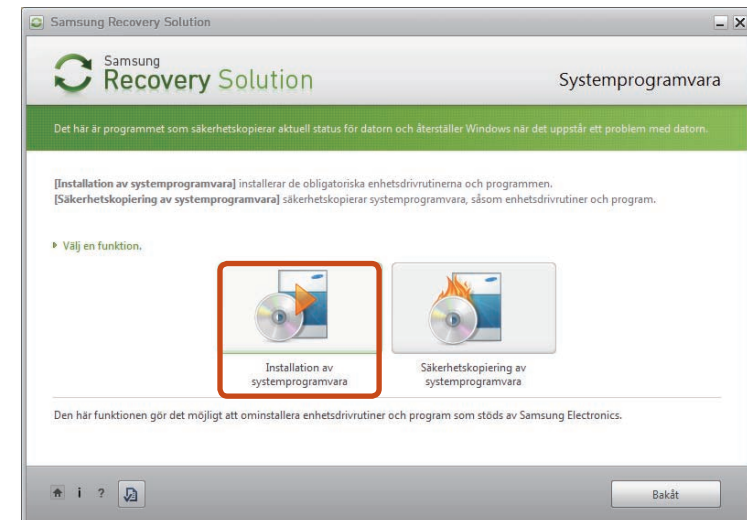 Samsung Recovery Solution
Samsung
Recovery Solution
Systemprogramvara
Det här är programmet som säkerhetskopierar aktuell status för datorn och återställer Windows när det uppstår ett problem med datorn.
[Installation av systemprogramvara] installerar de obligatoriska enhetsdrivrutinerna och programmen.
[Säkerhetskopiering av systemprogramvara] säkerhetskopierar systemprogramvara, såsom enhetsdrivrutiner och program.
Välj en funktion.
Installation av
systemprogramvara
Säkerhetskopiering av
systemprogramvara
Den här funktionen gör det möjligt att ominstallera enhetsdrivrutiner och program som stöds av Samsung Electronics.
i ?
Bakåt